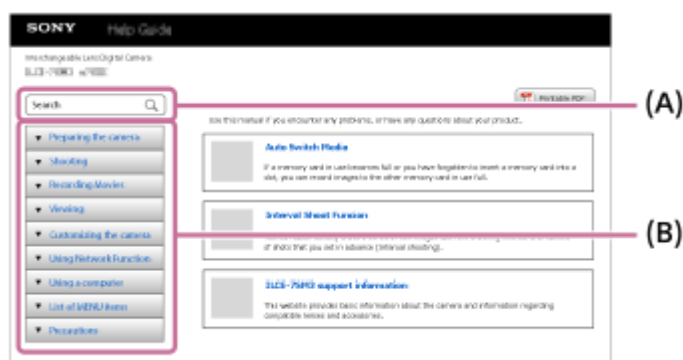 SONY Help Guide
Interchangeable Lens Digital Camera
Search
Printable PDF
(A)
Use this manual if you encounter any problems, or have any questions about your product.
Preparing the camera
Shooting
Recording Movies
Viewing
Customizing the camera
Using Network Function
Using a computer
List of MENU items
Precautions
Auto Switch Media
If a memory card in use becomes full or you have forgotten to insert a memory card into a
slot, you can record images to the other memory card in use full.
Interval Shoot Funsion
of shots that you set in advance (Interval shooting).
(B)
ILCE-7SM3 support information
This website provides basic information about the camera and information regarding
compatible lenses and accessories.